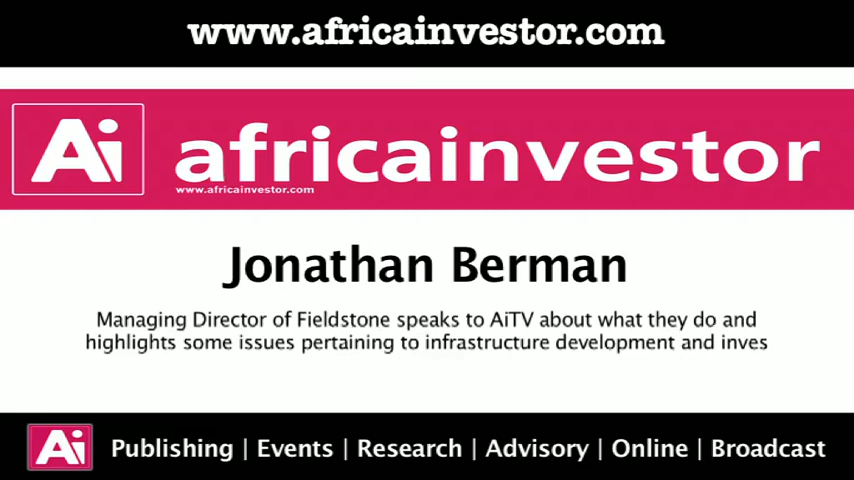 www.africainvestor.com
Ai africainvestor
www.africainvestor.com
Jonathan Berman
Managing Director of Fieldstone speaks to AiTV about what they do and
highlights some issues pertaining to infrastructure development and inves
Ai Publishing | Events | Research | Advisory | Online | Broadcast